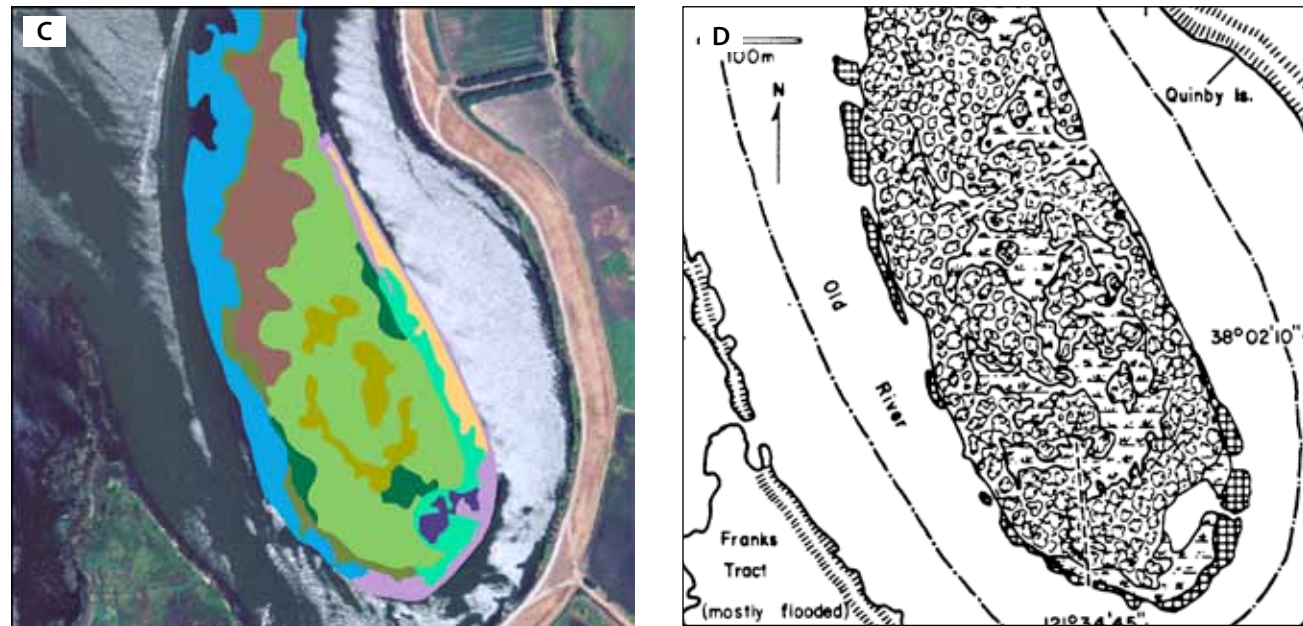 C
D
100m
N
Quinby Is.
Old
River
38° 02' 10"
Franks
Tract
(mostly flooded)
121° 34' 45"